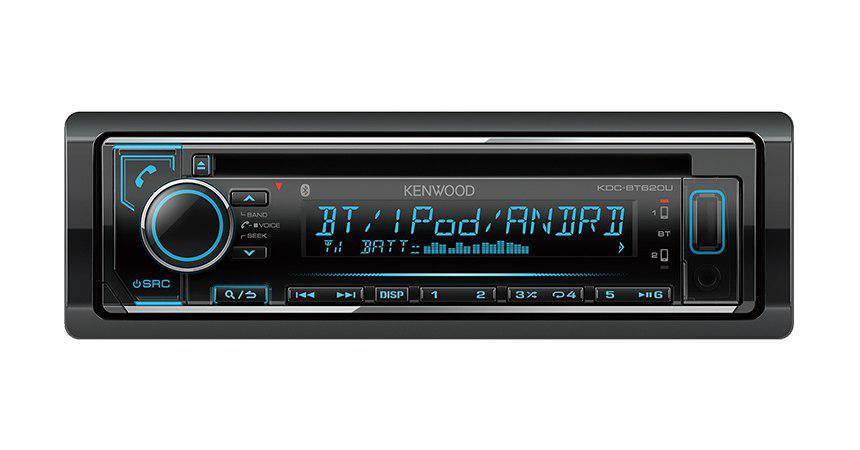 KENWOOD
KDC-BT620U
BAND
VOICE
SEEK
BT/iPod/ANDRD
BATT
1
BT
2
SRC
DISP
1
2
3
4
5
6